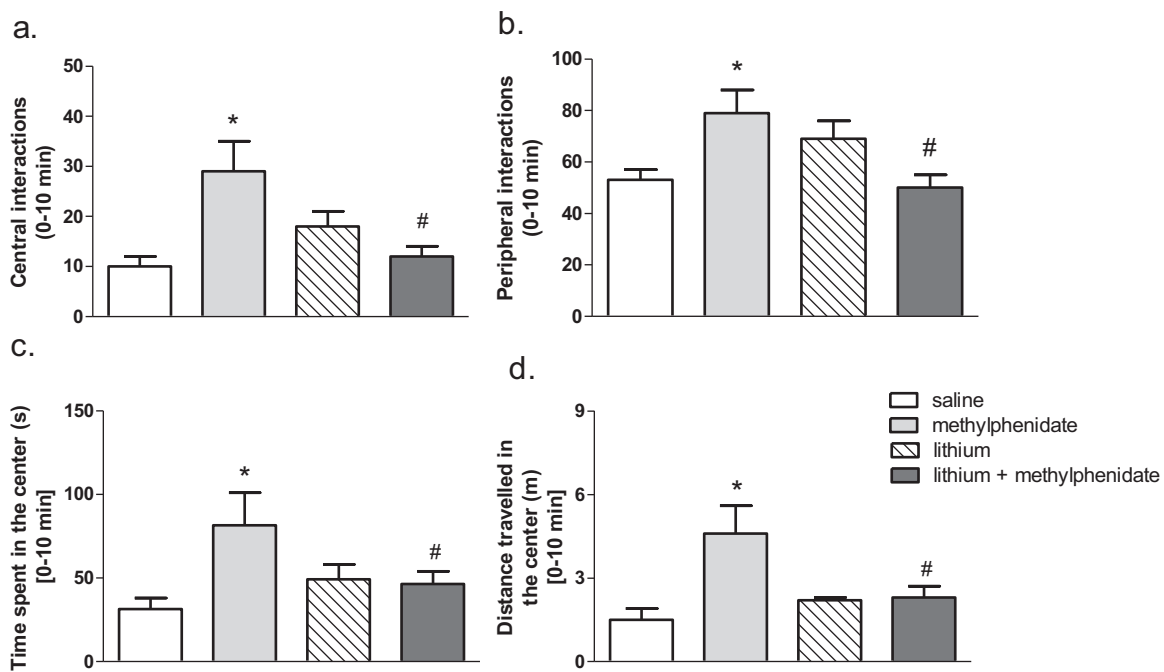 a.
Central interactions
(0-10 min)
50
40
30
20
10
0
*
#
b.
Peripheral interactions
(0-10 min)
100
80
60
40
20
0
*
#
c.
Time spent in the center (s)
[0-10 min]
150
100
50
0
*
#
d.
Distance travelled in
the center (m)
[0-10 min]
9
6
3
0
*
#
saline
methylphenidate
lithium
lithium + methylphenidate